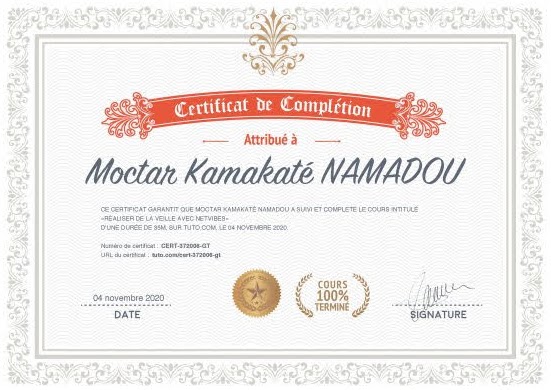 Certificat de Complétion
Attribué à
Moctar Kamakaté NAMADOU
CE CERTIFICAT GARANTIT QUE MOCTAR KAMAKATÉ NAMADOU A SUIVI ET COMPLÉTÉ LE COURS INTITULÉ
«RÉALISER DE LA VEILLE AVEC NETVIBES»
D'UNE DURÉE DE 35M, SUR TUTO.COM, LE 04 NOVEMBRE 2020.
Numéro de certificat : CERT-372006-GT
URL du certificat : tuto.com/cert-372006-gt
COURS
100%
TERMINÉ
04 novembre 2020
DATE
SIGNATURE